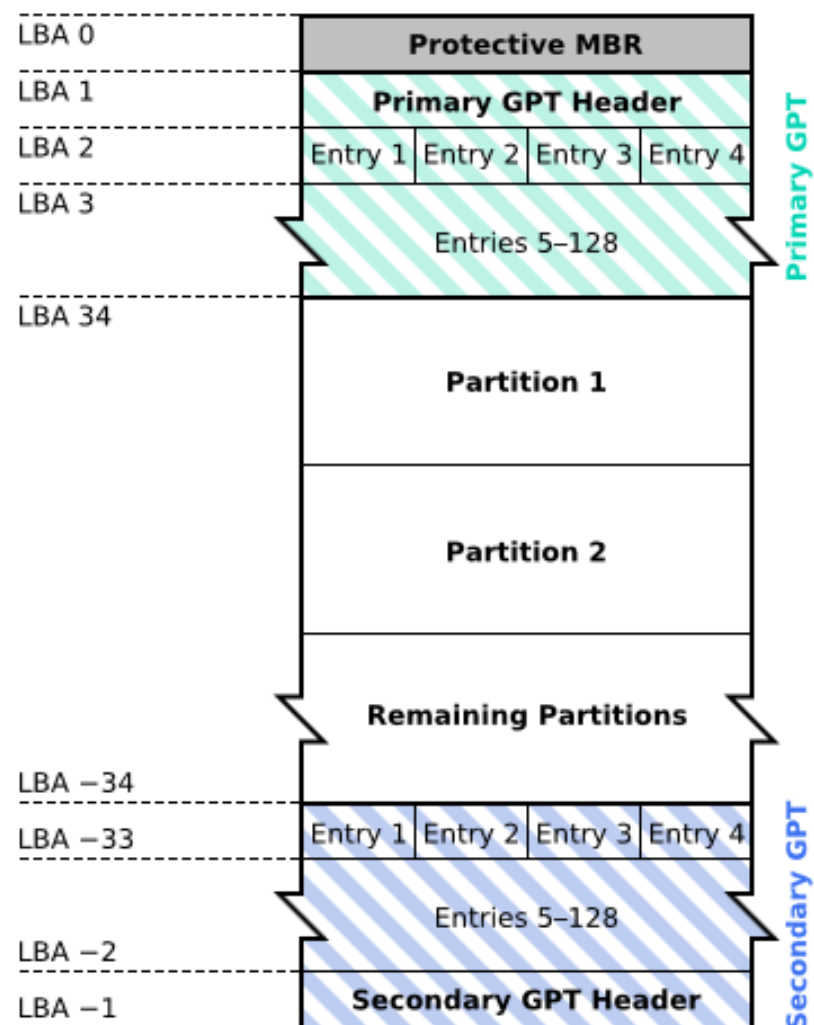 LBA 0
Protective MBR
LBA 1
Primary GPT Header
LBA 2
Entry 1 Entry 2 Entry 3 Entry 4
LBA 3
Entries 5–128
Primary GPT
LBA 34
Partition 1
Partition 2
Remaining Partitions
LBA −34
LBA −33
Entry 1 Entry 2 Entry 3 Entry 4
Entries 5–128
LBA −2
LBA −1
Secondary GPT Header
Secondary GPT